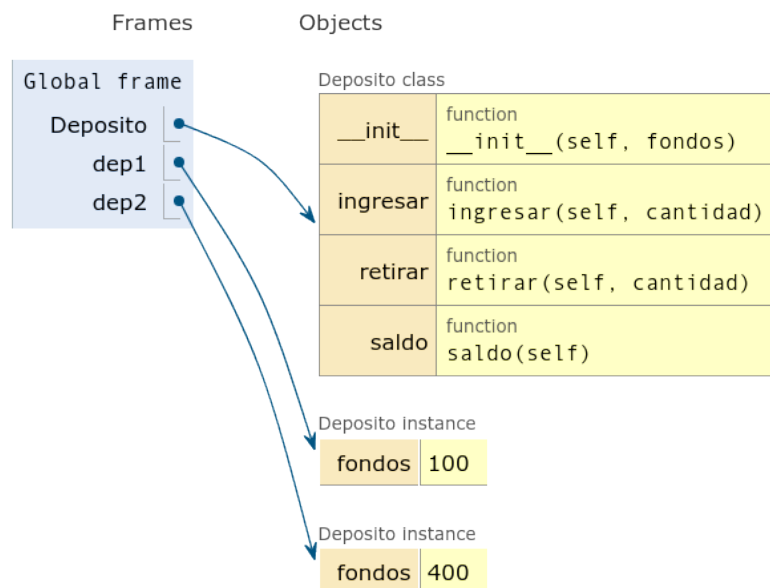 Frames Objects
Global frame
Deposito
dep1
dep2
Deposito class
__init__
function
__init__(self, fondos)
ingresar
function
ingresar(self, cantidad)
retirar
function
retirar(self, cantidad)
saldo
function
saldo(self)
Deposito instance
fondos 100
Deposito instance
fondos 400